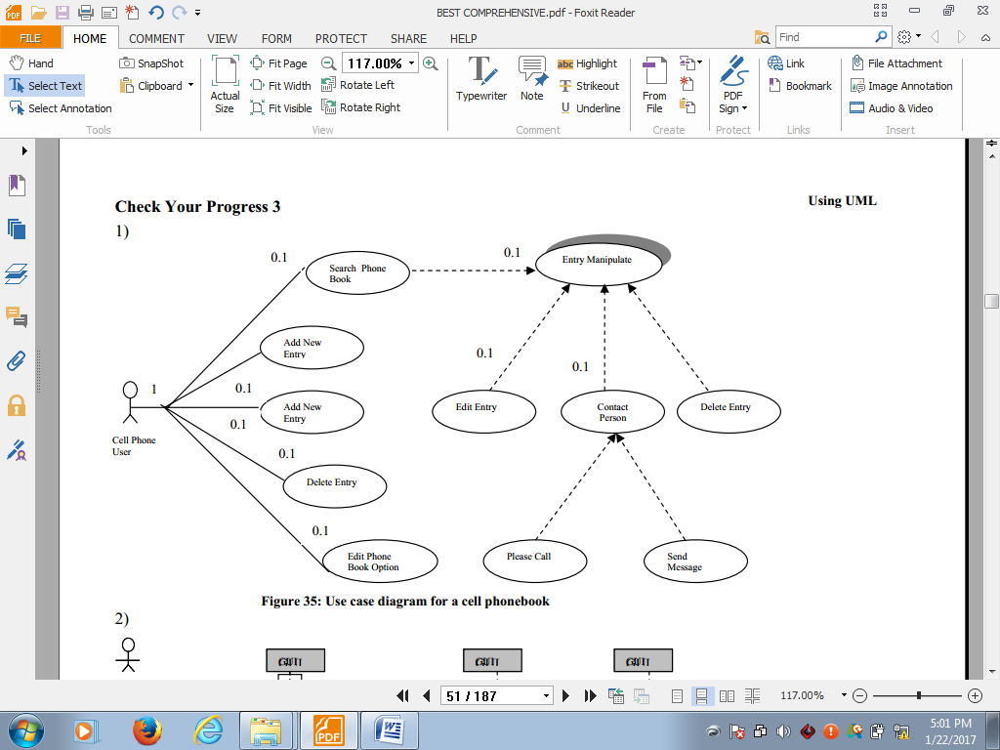 BEST COMPREHENSIVE.pdf - Foxit Reader
FILE HOME COMMENT VIEW FORM PROTECT SHARE HELP Find
Hand SnapShot Fit Page 117.00% abc Highlight Link File Attachment
Select Text Clipboard Fit Width Rotate Left Strikeout Bookmark Image Annotation
Select Annotation Actual Size Fit Visible Rotate Right Typewriter Note Underline From File PDF Sign Audio & Video
Tools View Comment Create Protect Links Insert
Using UML
Check Your Progress 3
1)
0.1
Search Phone
Book
0.1
Entry Manipulate
Add New
Entry
0.1
0.1
1
0.1
Add New
Entry
Edit Entry
Contact
Person
Delete Entry
0.1
Cell Phone
User
0.1
Delete Entry
0.1
Edit Phone
Book Option
Please Call
Send
Message
Figure 35: Use case diagram for a cell phonebook
2)
51 / 187
117.00%
PDF
5:01 PM
1/22/2017